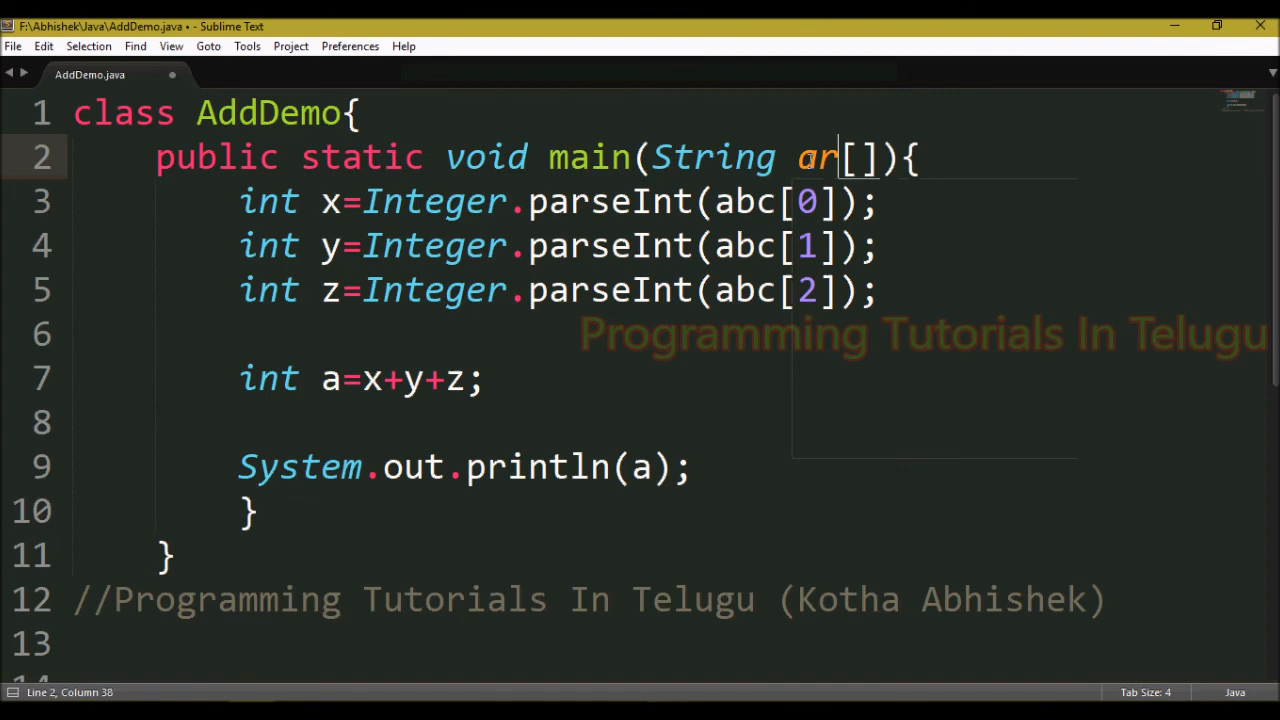 F:\Abhishek\Java\AddDemo.java • - Sublime Text
File Edit Selection Find View Goto Tools Project Preferences Help
AddDemo.java
1 class AddDemo{
2 public static void main(String ar[]){
3 int x=Integer.parseInt(abc[0]);
4 int y=Integer.parseInt(abc[1]);
5 int z=Integer.parseInt(abc[2]);
6
Programming Tutorials In Telugu
7 int a=x+y+z;
8
9 System.out.println(a);
10 }
11 }
12 //Programming Tutorials In Telugu (Kotha Abhishek)
13
Line 2, Column 38 Tab Size: 4 Java